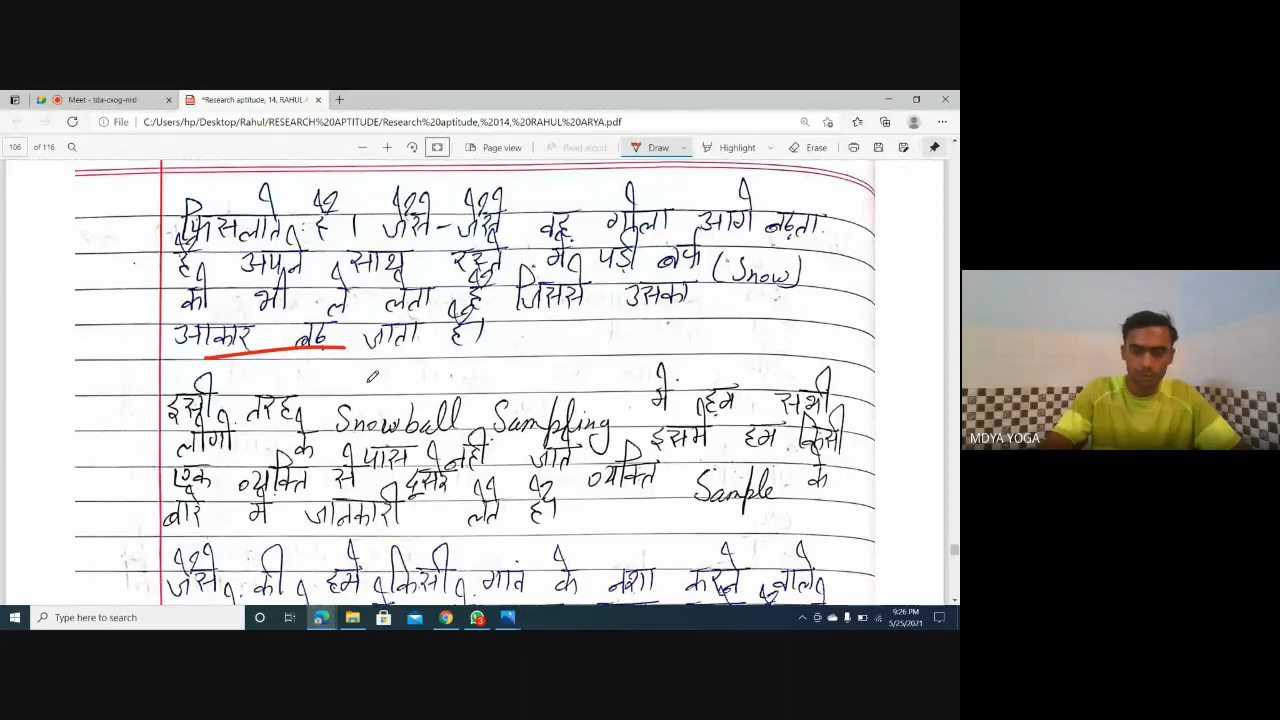 Meet - tda-cxog-nrd
*Research aptitude, 14, RAHUL A
File C:/Users/hp/Desktop/Rahul/RESEARCH%20APTITUDE/Research%20aptitude,%2014,%20RAHUL%20ARYA.pdf
106 of 116 Page view Read aloud Draw Highlight Erase
फिसलाते है। जैसे-जैसे वह गोला आगे बढ़ता
है अपने साथ रस्ते में पड़ी बर्फ (Snow)
को भी ले लेता है जिससे उसका
आकार बढ़ जाता है।
इसी तरह Snowball Sampling में हम सभी
लोगो के पास नही जाते इसमें हम किसी
एक व्यक्ति से दूसरे व्यक्ति Sample के
बारे में जानकारी लेते है।
जैसे की हमें किसी गांव के नशा करने वाले
MDYA YOGA
Type here to search
3
9:26 PM
5/25/2021